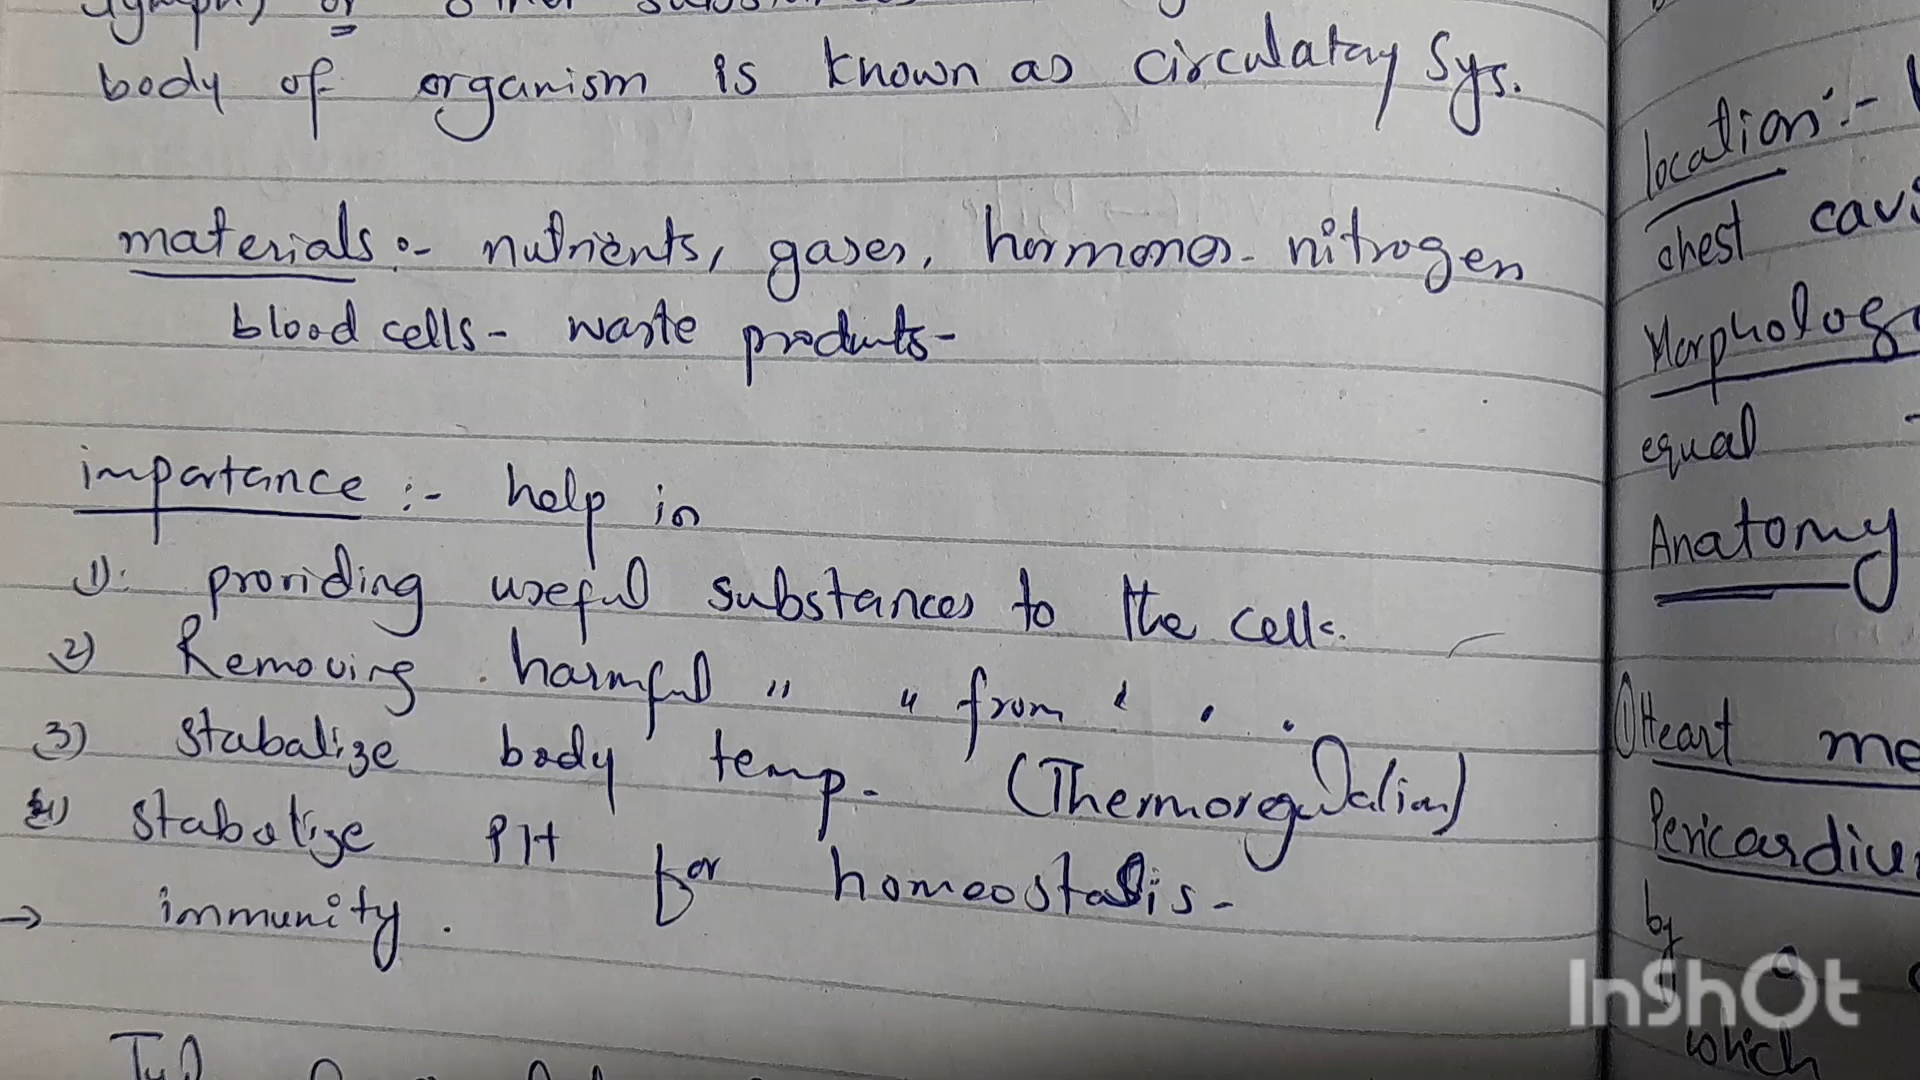 body of organism is known as circulatory Sys.
materials :- nutrients, gases, hormones - nitrogen
blood cells - waste products -
importance :- help in
1) providing useful substances to the cells.
2) Removing harmful " " from " " "
3) stabalize body temp. (Thermoregulation)
4) stabalize PH for homeostasis -
→ immunity.
location :-
chest cavi
Morpholog
equal
Anatomy
① Heart me
Pericardiu
by
which
InShOt